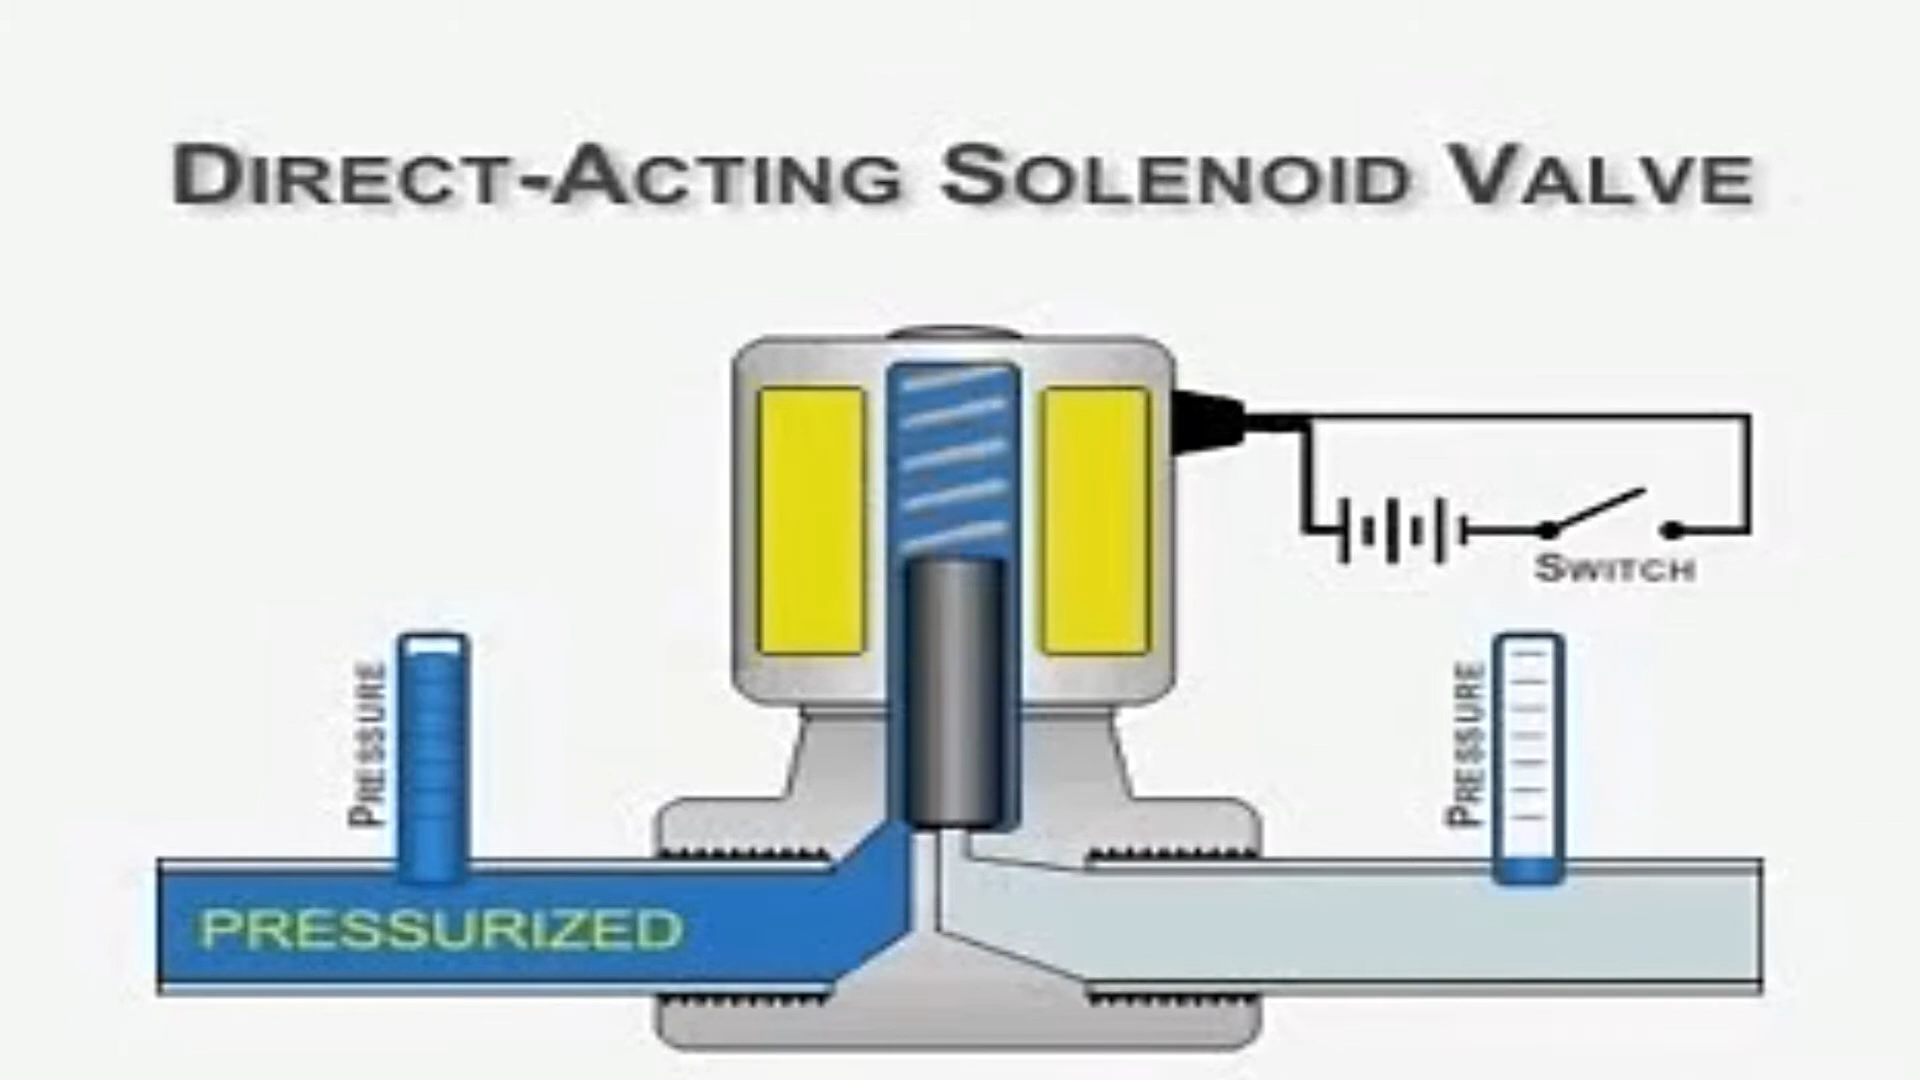 DIRECT-ACTING SOLENOID VALVE
SWITCH
PRESSURE
PRESSURE
PRESSURIZED